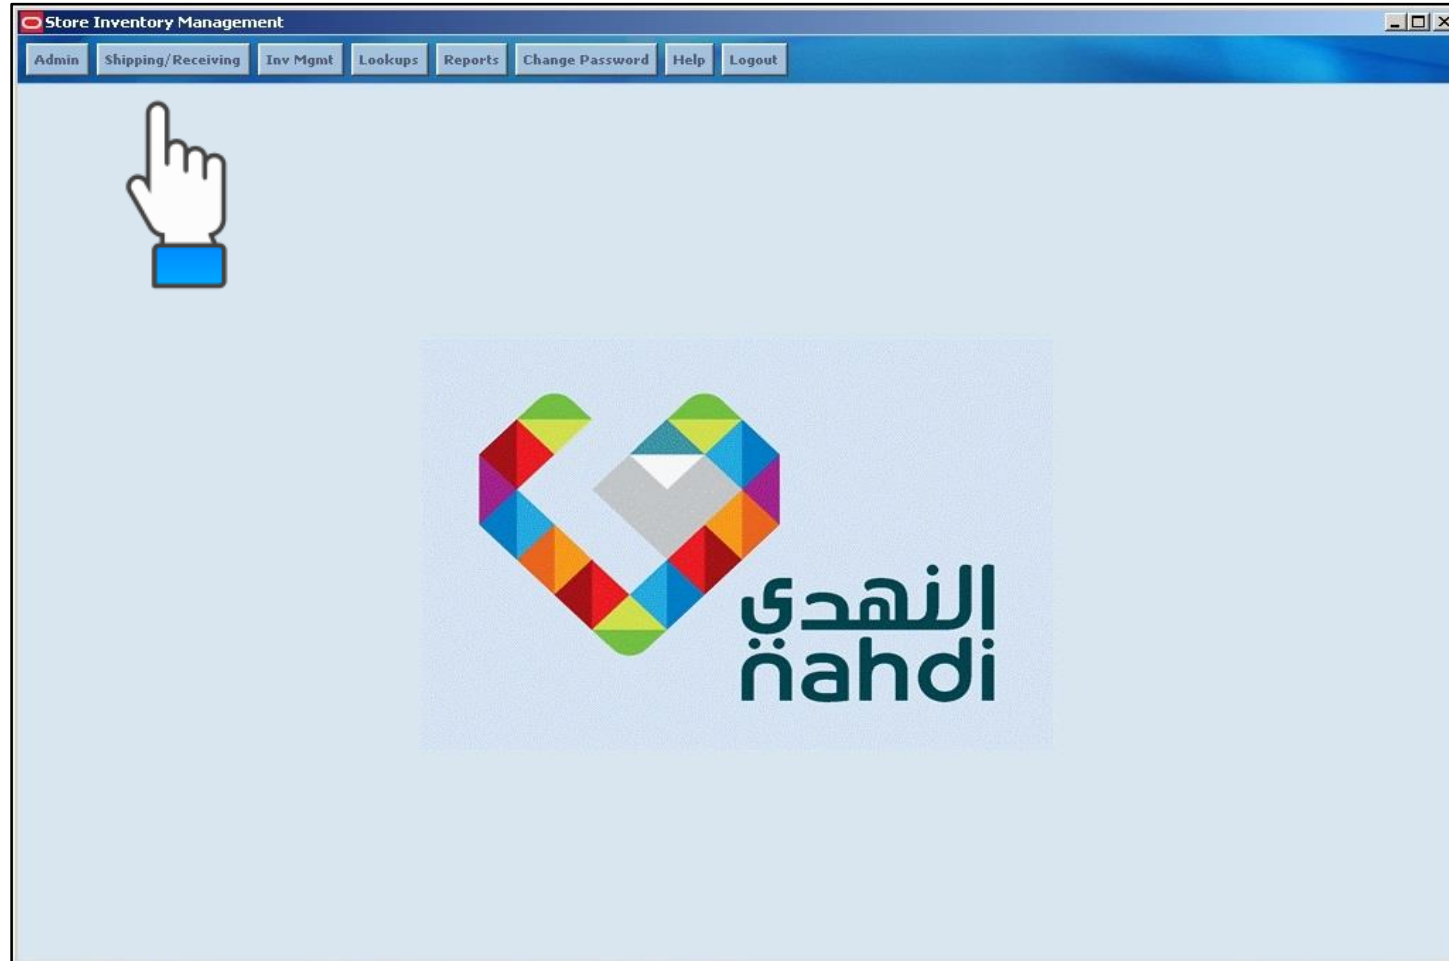 Store Inventory Management
Admin Shipping/Receiving Inv Mgmt Lookups Reports Change Password Help Logout
النهدي
nahdi